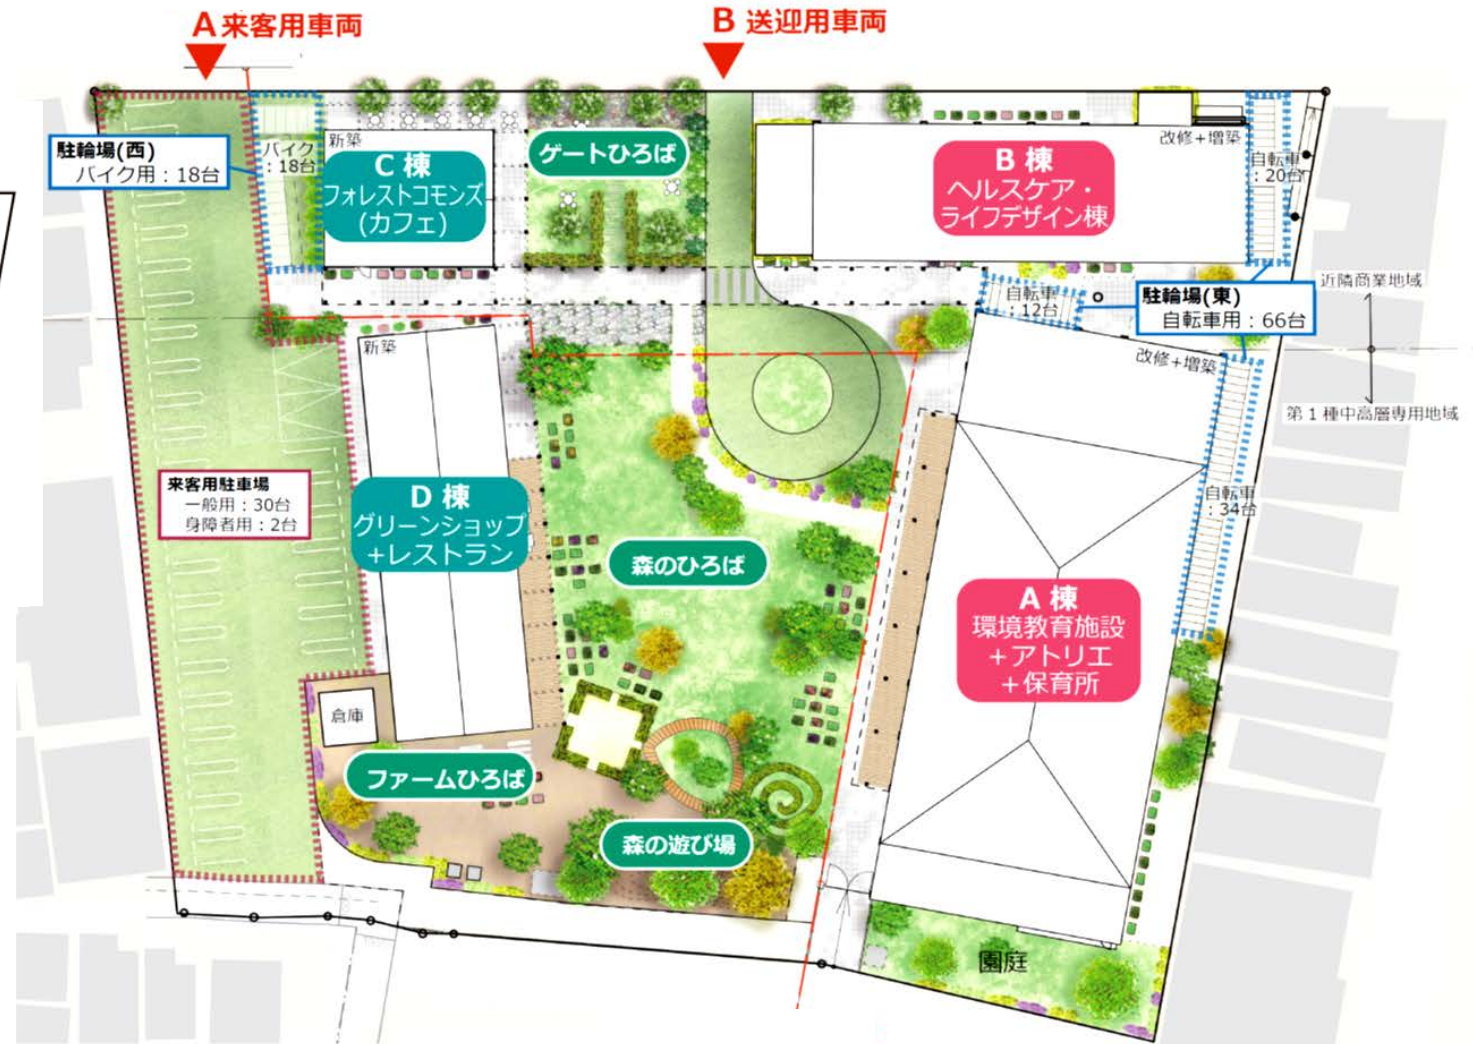 A 来客用車両
B 送迎用車両
駐輪場(西)
バイク用：18台
バイク
：18台
新築
C 棟
フォレストコモンズ
(カフェ)
ゲートひろば
B 棟
ヘルスケア・
ライフデザイン棟
改修+増築
自転車
：20台
近隣商業地域
自転車
：12台
駐輪場(東)
自転車用：66台
新築
改修+増築
第1種中高層専用地域
来客用駐車場
一般用：30台
身障者用：2台
D 棟
グリーンショップ
+レストラン
自転車
：34台
森のひろば
A 棟
環境教育施設
+アトリエ
+保育所
倉庫
ファームひろば
森の遊び場
園庭